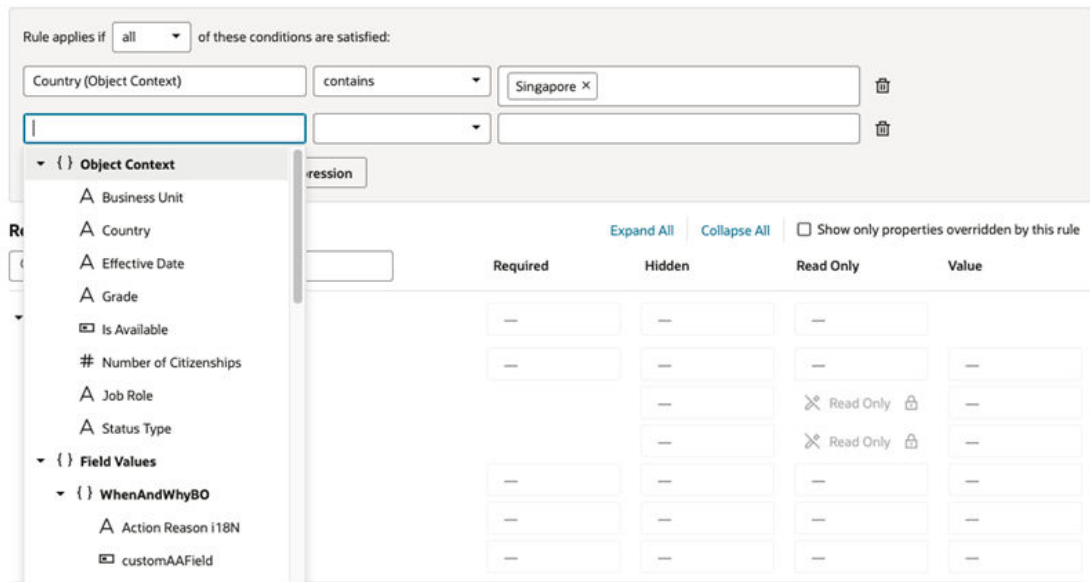 Rule applies if all of these conditions are satisfied:
Country (Object Context) contains Singapore ×
{ } Object Context
ression
A Business Unit
Re Expand All Collapse All Show only properties overridden by this rule
A Country
A Effective Date Required Hidden Read Only Value
A Grade
Is Available — — —
# Number of Citizenships — — — —
A Job Role — Read Only —
A Status Type — Read Only —
{ } Field Values
{ } WhenAndWhyBO — — — —
A Action Reason i18N — — — —
customAAField — — — —